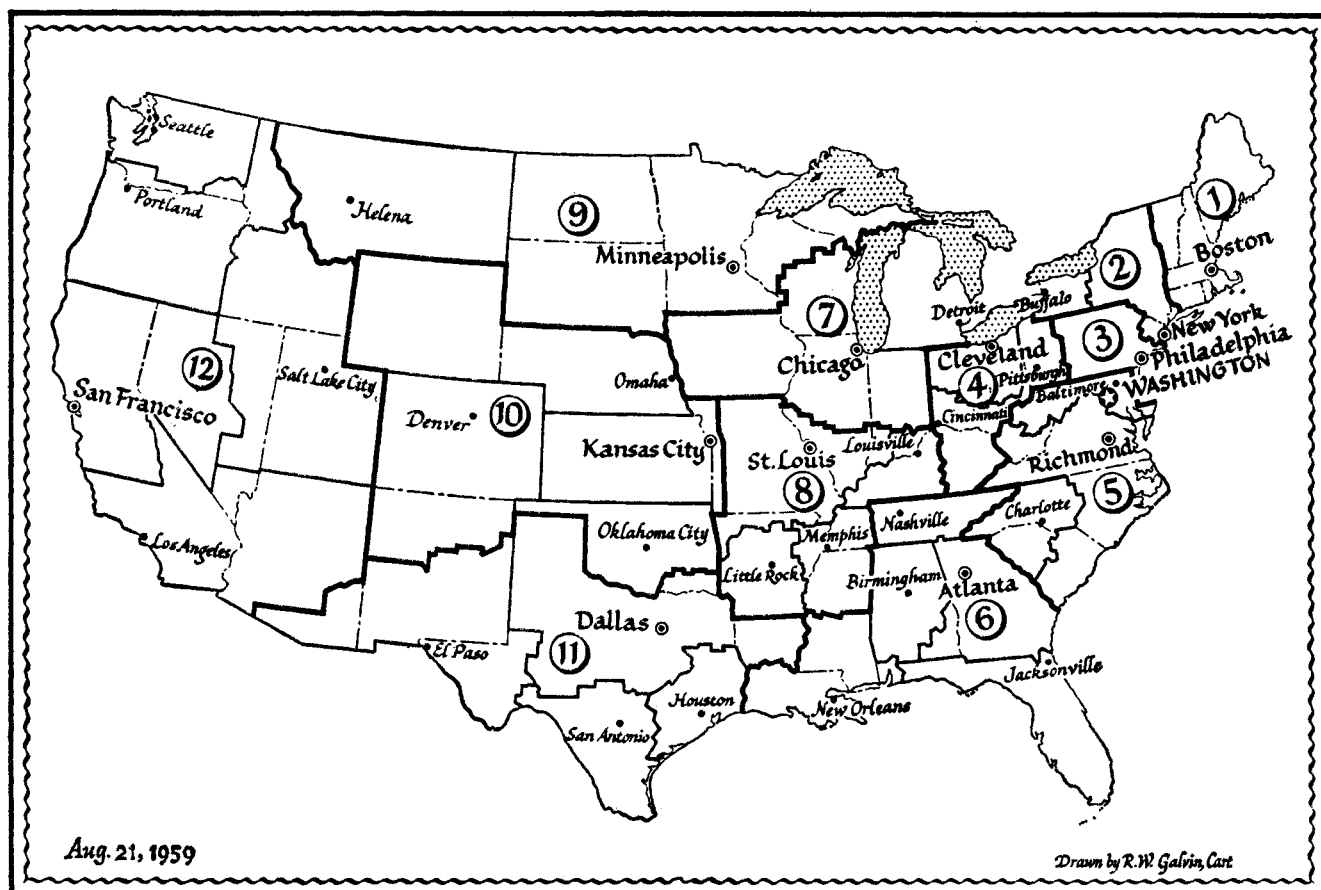 Seattle
Portland
Helena
9
Minneapolis
1
Boston
2
Buffalo
Detroit
7
Chicago
3
New York
Philadelphia
WASHINGTON
Cleveland
Pittsburgh
4
Baltimore
Cincinnati
12
San Francisco
Salt Lake City
Omaha
Denver
10
Kansas City
St. Louis
Louisville
8
Richmond
5
Los Angeles
Oklahoma City
Memphis
Nashville
Charlotte
Little Rock
Birmingham
Atlanta
6
Dallas
11
El Paso
Houston
San Antonio
New Orleans
Jacksonville
Aug. 21, 1959
Drawn by R.W. Galvin, Cart